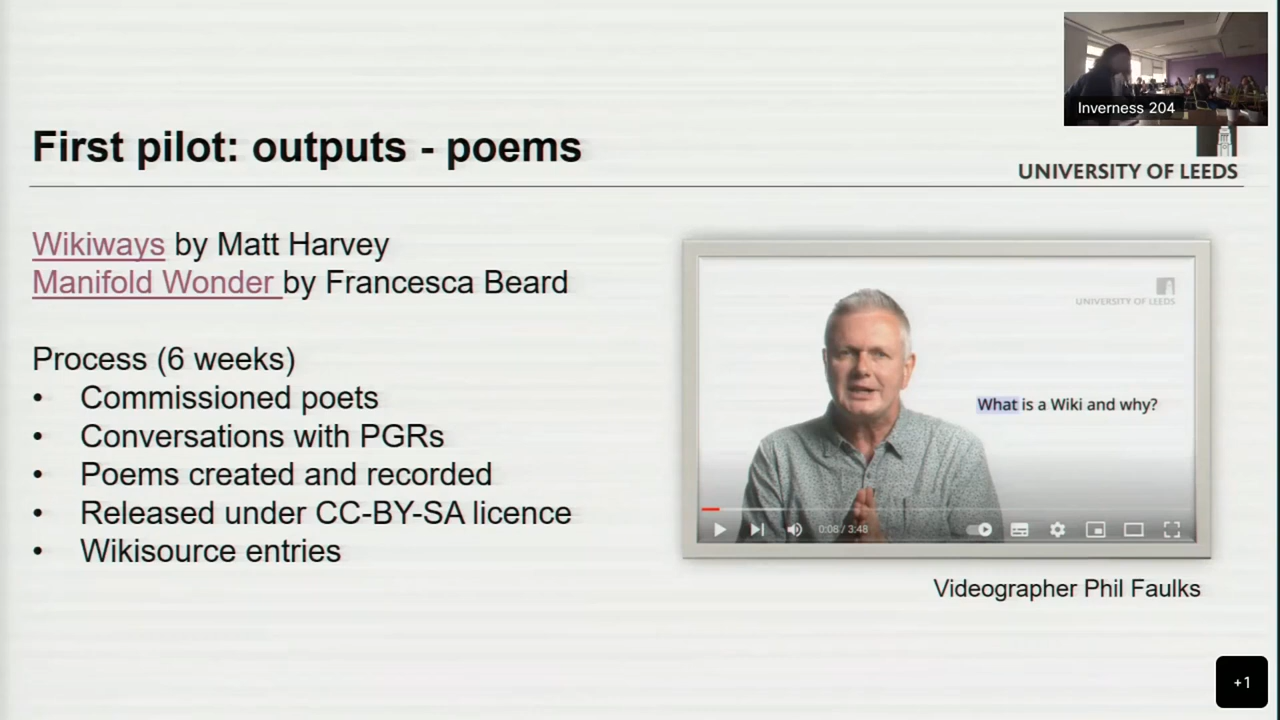 Inverness 204
First pilot: outputs - poems
UNIVERSITY OF LEEDS
Wikiways by Matt Harvey
Manifold Wonder by Francesca Beard
Process (6 weeks)
• Commissioned poets
• Conversations with PGRs
• Poems created and recorded
• Released under CC-BY-SA licence
• Wikisource entries
UNIVERSITY OF LEEDS
What is a Wiki and why?
0:08 / 3:48
Videographer Phil Faulks
+1